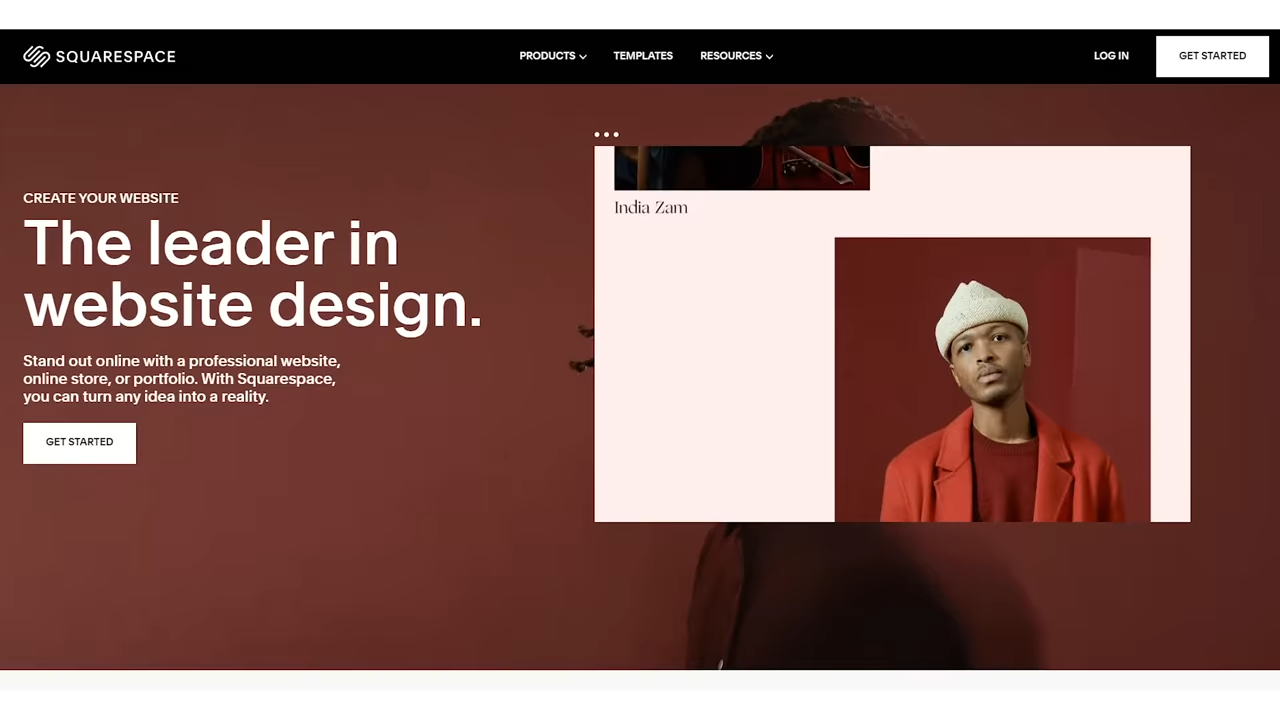 SQUARESPACE
PRODUCTS
TEMPLATES
RESOURCES
LOG IN
GET STARTED
CREATE YOUR WEBSITE
The leader in
website design.
Stand out online with a professional website,
online store, or portfolio. With Squarespace,
you can turn any idea into a reality.
GET STARTED
India Zam